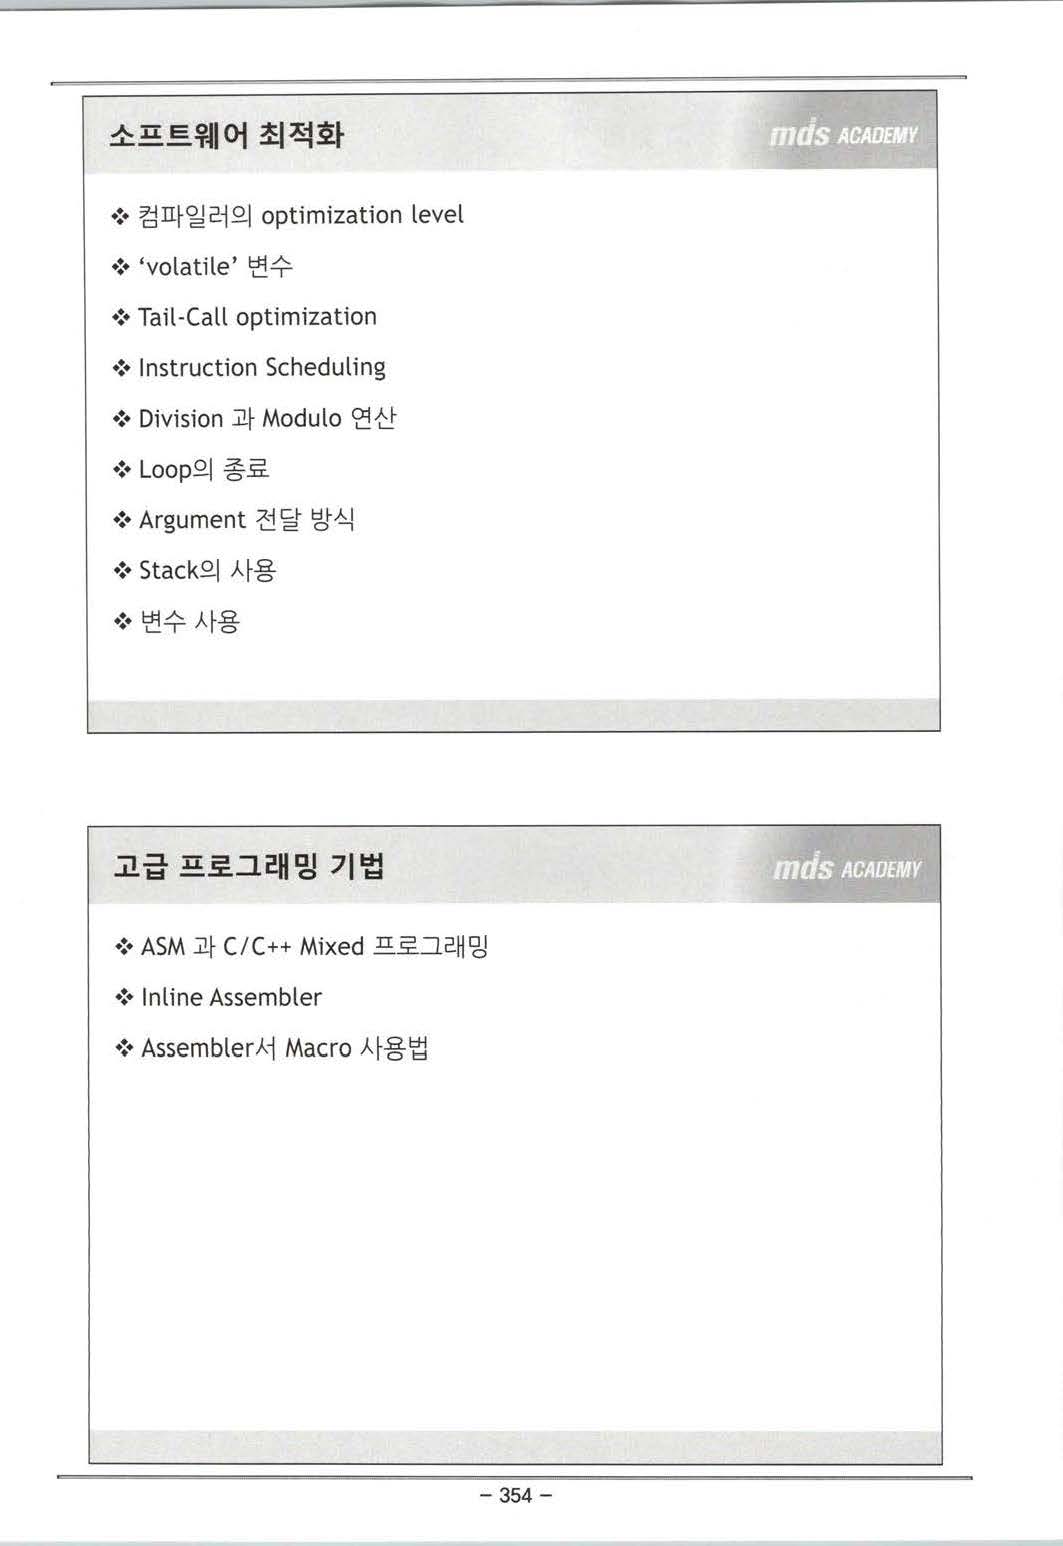 소프트웨어 최적화
mds ACADEMY
❖ 컴파일러의 optimization level
❖ ‘volatile’ 변수
❖ Tail-Call optimization
❖ Instruction Scheduling
❖ Division 과 Modulo 연산
❖ Loop의 종료
❖ Argument 전달 방식
❖ Stack의 사용
❖ 변수 사용
고급 프로그래밍 기법
mds ACADEMY
❖ ASM 과 C/C++ Mixed 프로그래밍
❖ Inline Assembler
❖ Assembler서 Macro 사용법
- 354 -